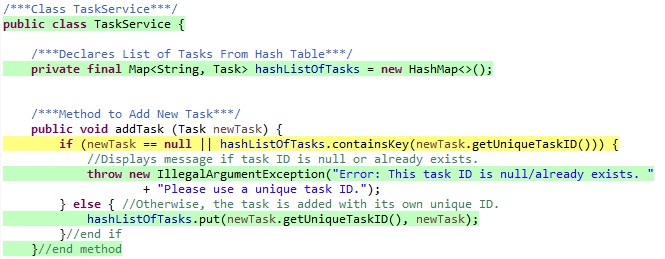 /***Class TaskService***/
public class TaskService {
/***Declares List of Tasks From Hash Table***/
private final Map<String, Task> hashListOfTasks = new HashMap<>();
/***Method to Add New Task***/
public void addTask (Task newTask) {
if (newTask == null || hashListOfTasks.containsKey(newTask.getUniqueTaskID())) {
//Displays message if task ID is null or already exists.
throw new IllegalArgumentException("Error: This task ID is null/already exists. "
+ "Please use a unique task ID.");
} else { //Otherwise, the task is added with its own unique ID.
hashListOfTasks.put(newTask.getUniqueTaskID(), newTask);
}//end if
}//end method